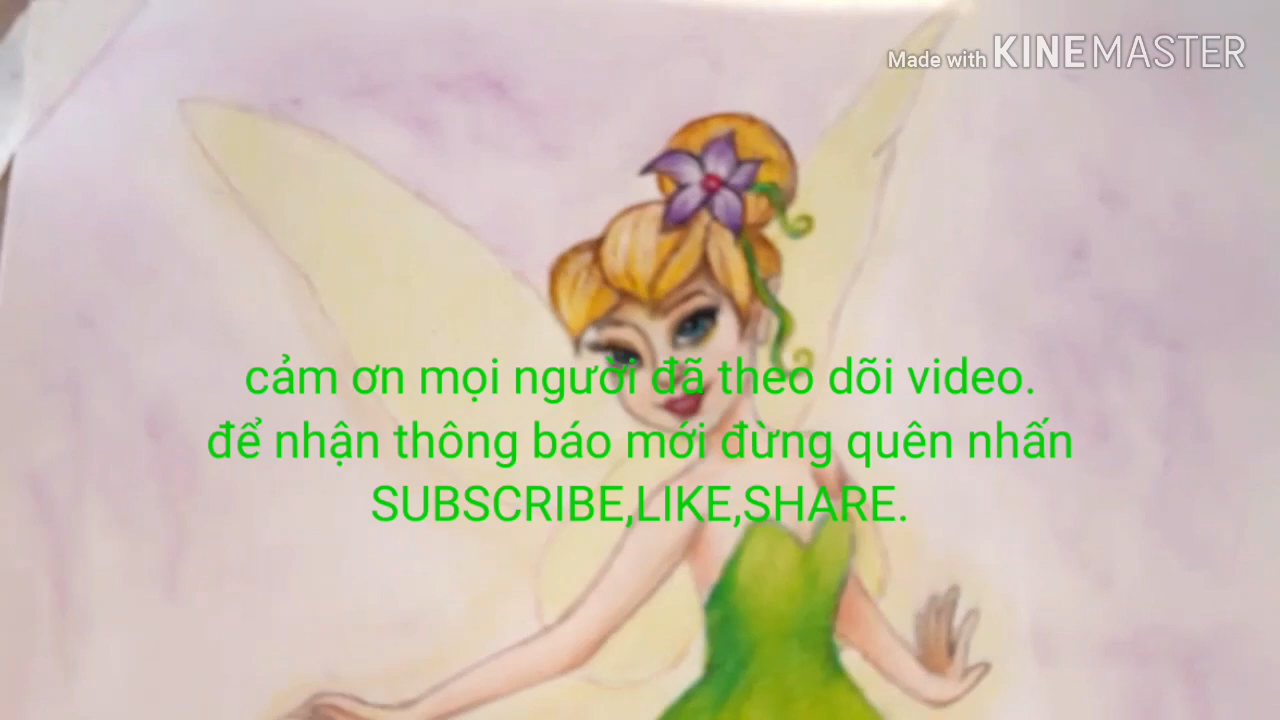 Made with KINEMASTER
cảm ơn mọi người đã theo dõi video.
để nhận thông báo mới đừng quên nhấn
SUBSCRIBE,LIKE,SHARE.